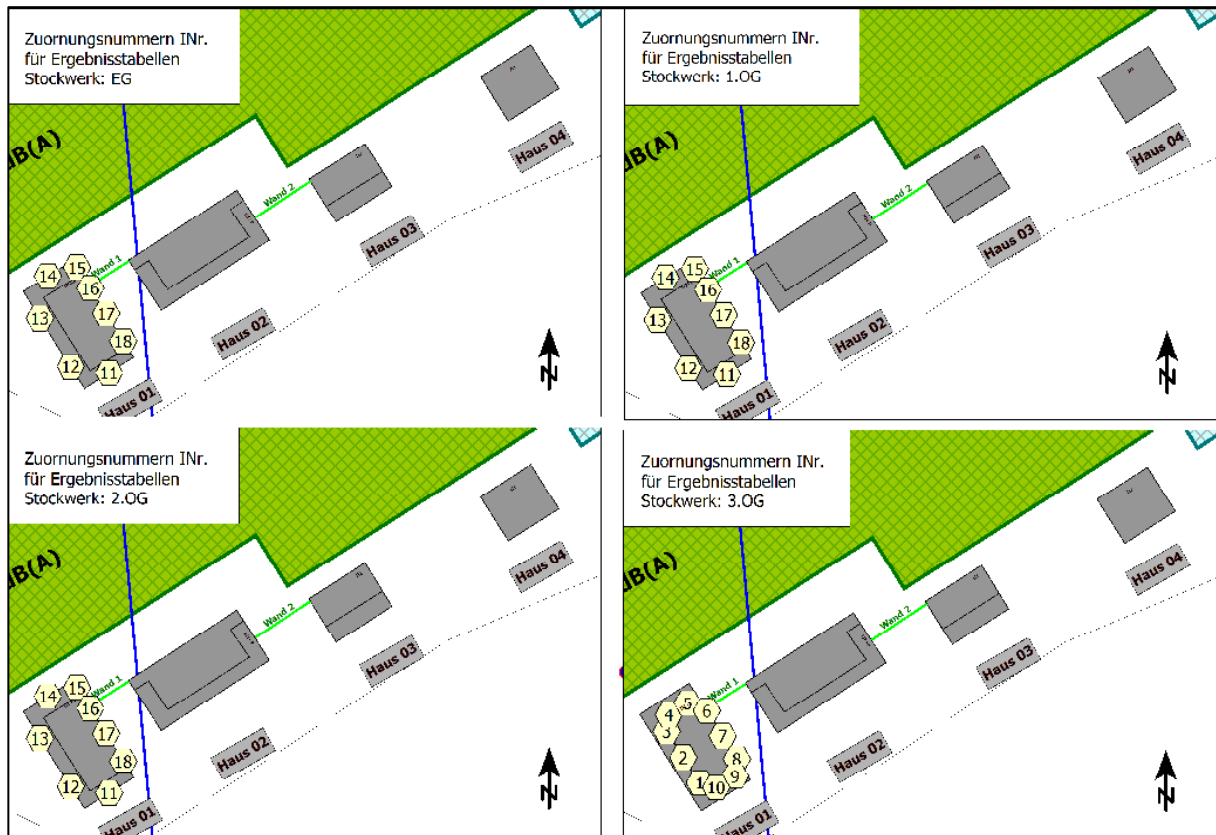 Zuornungsnummern INr.
für Ergebnisstabellen
Stockwerk: EG
dB(A)
Haus 04
Wand 2
Haus 03
Wand 1
15
14
16
13
17
18
12
11
Haus 02
Haus 01
N
Zuornungsnummern INr.
für Ergebnisstabellen
Stockwerk: 1.OG
dB(A)
Haus 04
Wand 2
Haus 03
Wand 1
15
14
16
13
17
18
12
11
Haus 02
Haus 01
N
Zuornungsnummern INr.
für Ergebnisstabellen
Stockwerk: 2.OG
dB(A)
Haus 04
Wand 2
Haus 03
Wand 1
15
14
16
13
17
18
12
11
Haus 02
Haus 01
N
Zuornungsnummern INr.
für Ergebnisstabellen
Stockwerk: 3.OG
dB(A)
Haus 04
Wand 2
Haus 03
Wand 1
5
4
6
3
7
2
8
9
1
10
Haus 02
Haus 01
N